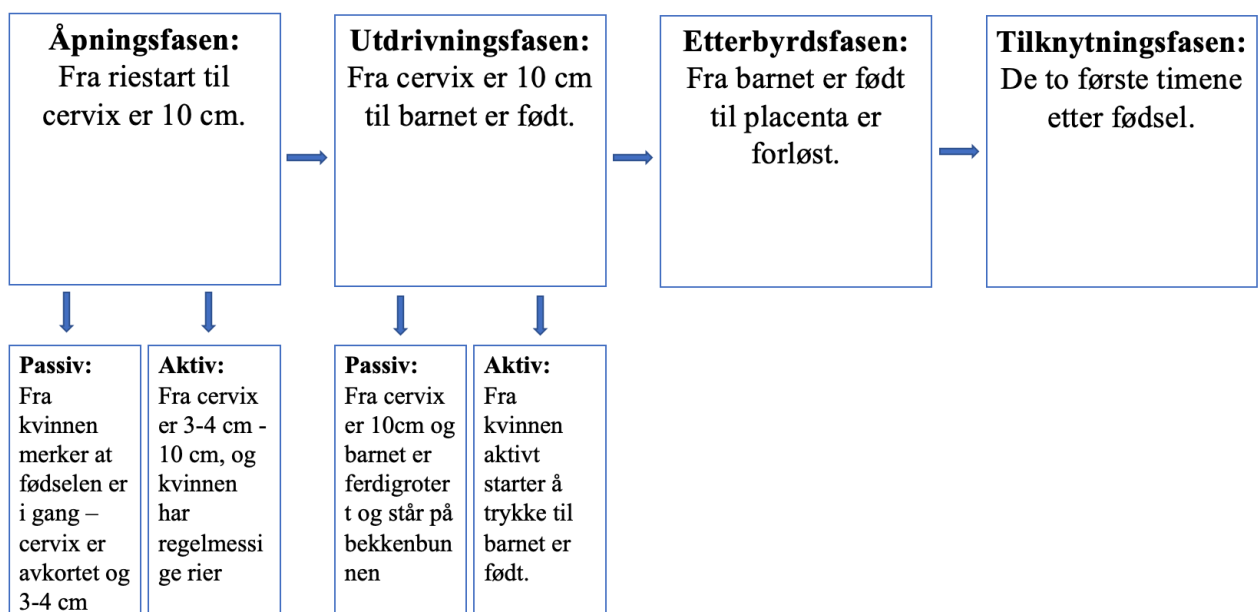 Åpningsfasen:
Fra riestart til
cervix er 10 cm.
Utdrivningsfasen:
Fra cervix er 10 cm
til barnet er født.
Etterbyrdsfasen:
Fra barnet er født
til placenta er
forløst.
Tilknytningsfasen:
De to første timene
etter fødsel.
Passiv:
Fra
kvinnen
merker at
fødselen er
i gang –
cervix er
avkortet og
3-4 cm
Aktiv:
Fra cervix
er 3-4 cm -
10 cm, og
kvinnen
har
regelmessi
ge rier
Passiv:
Fra cervix
er 10cm og
barnet er
ferdigroter
t og står på
bekkenbun
nen
Aktiv:
Fra
kvinnen
aktivt
starter å
trykke til
barnet er
født.